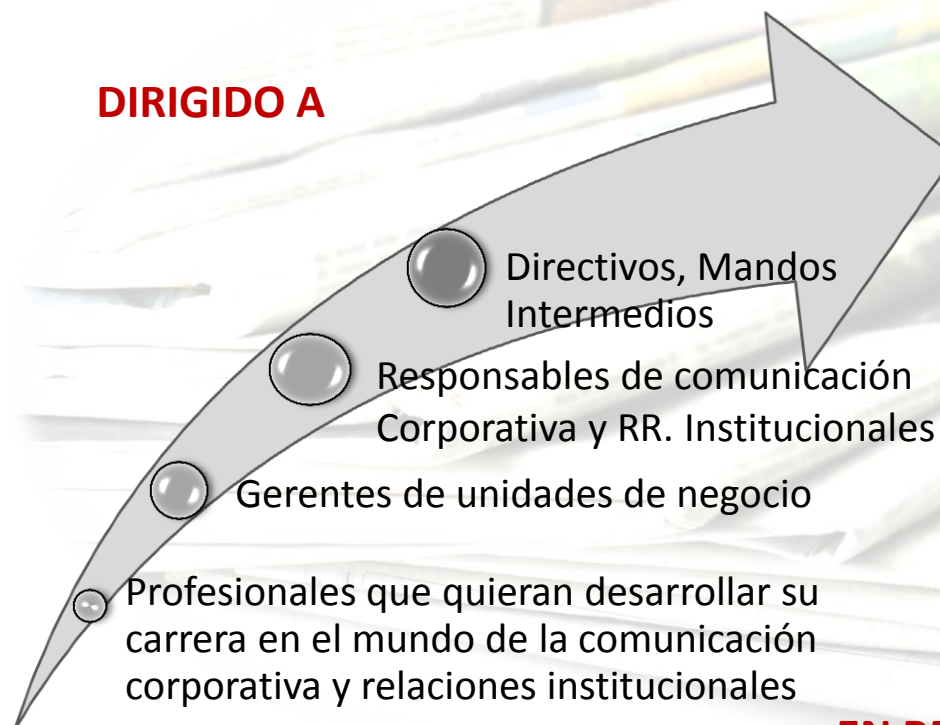 DIRIGIDO A
Directivos, Mandos
Intermedios
Responsables de comunicación
Corporativa y RR. Institucionales
Gerentes de unidades de negocio
Profesionales que quieran desarrollar su
carrera en el mundo de la comunicación
corporativa y relaciones institucionales